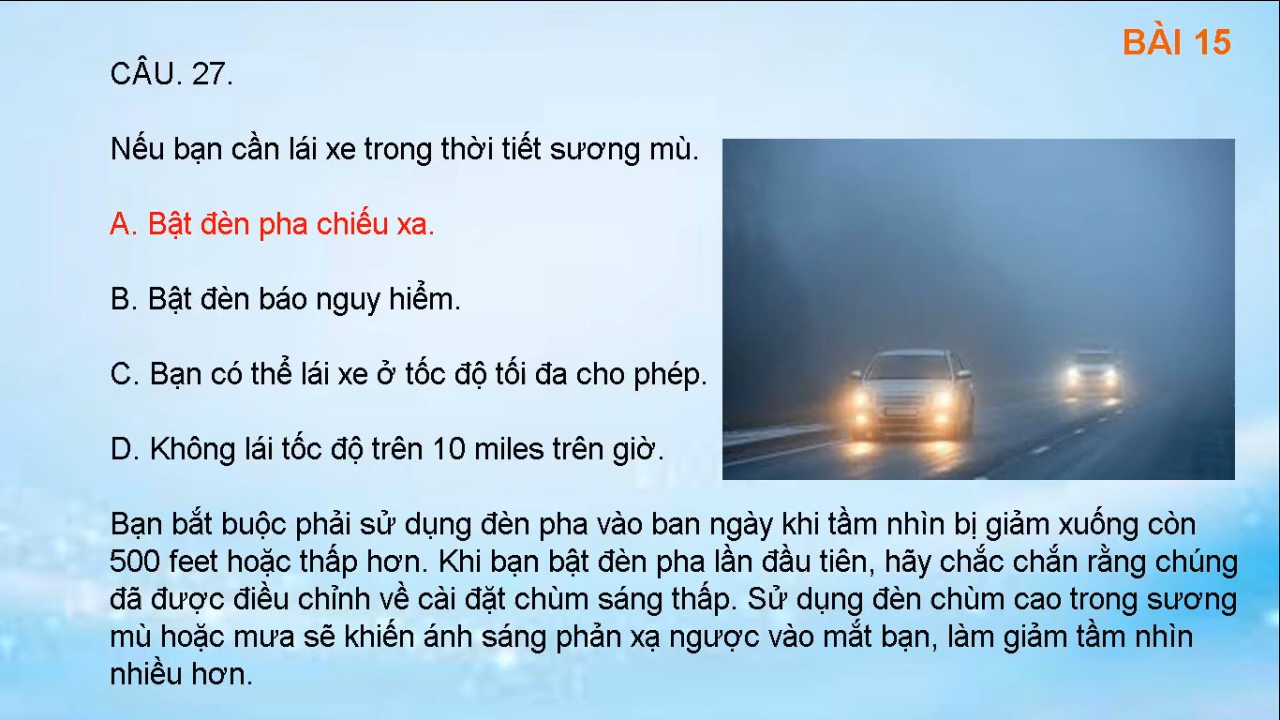 BÀI 15
CÂU. 27.
Nếu bạn cần lái xe trong thời tiết sương mù.
A. Bật đèn pha chiếu xa.
B. Bật đèn báo nguy hiểm.
C. Bạn có thể lái xe ở tốc độ tối đa cho phép.
D. Không lái tốc độ trên 10 miles trên giờ.
Bạn bắt buộc phải sử dụng đèn pha vào ban ngày khi tầm nhìn bị giảm xuống còn
500 feet hoặc thấp hơn. Khi bạn bật đèn pha lần đầu tiên, hãy chắc chắn rằng chúng
đã được điều chỉnh về cài đặt chùm sáng thấp. Sử dụng đèn chùm cao trong sương
mù hoặc mưa sẽ khiến ánh sáng phản xạ ngược vào mắt bạn, làm giảm tầm nhìn
nhiều hơn.